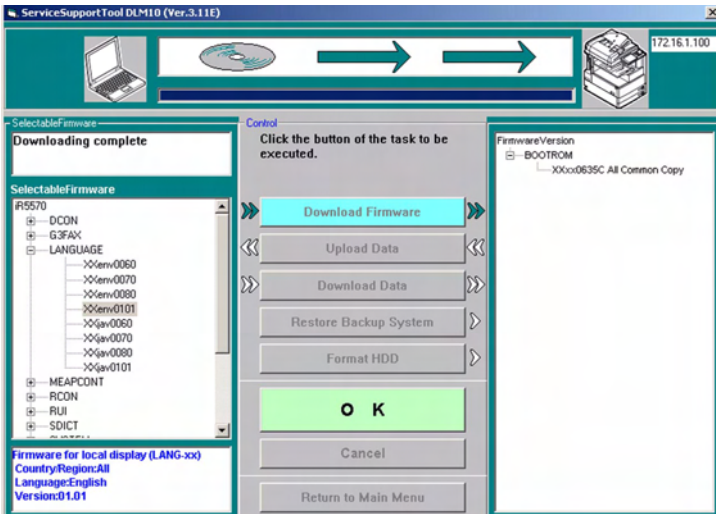 ServiceSupportTool DLM10 (Ver.3.11E)
172.16.1.100
SelectableFirmware
Downloading complete
SelectableFirmware
iR5570
DCON
G3FAX
LANGUAGE
XXenv0060
XXenv0070
XXenv0080
XXenv0101
XXjav0060
XXjav0070
XXjav0080
XXjav0101
MEAPCONT
RCON
RUI
SDICT
Firmware for local display (LANG-xx)
Country/Region:All
Language:English
Version:01.01
Control
Click the button of the task to be
executed.
Download Firmware
Upload Data
Download Data
Restore Backup System
Format HDD
O K
Cancel
Return to Main Menu
FirmwareVersion
BOOTROM
XXxx0635C All Common Copy